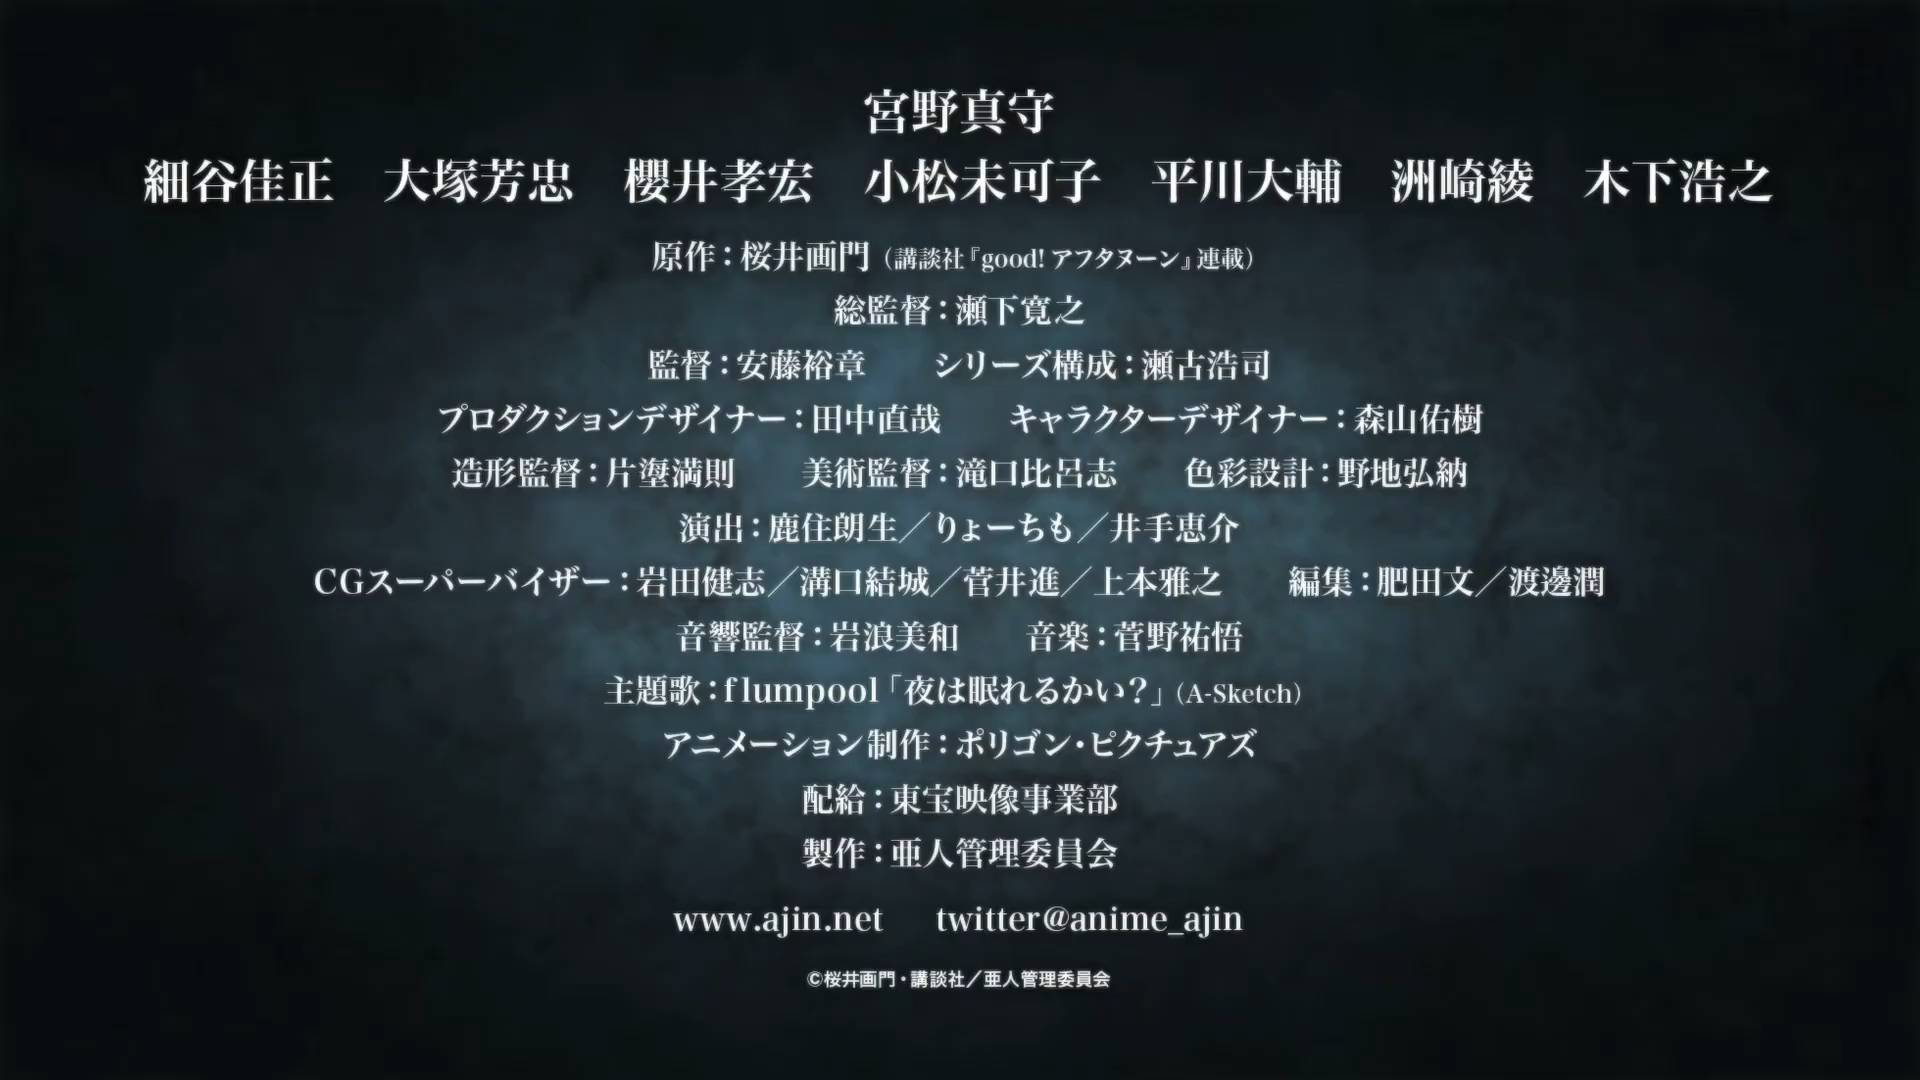 宮野真守
細谷佳正　大塚芳忠　櫻井孝宏　小松未可子　平川大輔　洲崎綾　木下浩之
原作：桜井画門（講談社『good! アフタヌーン』連載）
総監督：瀬下寛之
監督：安藤裕章　　シリーズ構成：瀬古浩司
プロダクションデザイナー：田中直哉　　キャラクターデザイナー：森山佑樹
造形監督：片塰満則　　美術監督：滝口比呂志　　色彩設計：野地弘納
演出：鹿住朗生／りょーちも／井手恵介
CGスーパーバイザー：岩田健志／溝口結城／菅井進／上本雅之　　編集：肥田文／渡邊潤
音響監督：岩浪美和　　音楽：菅野祐悟
主題歌：flumpool「夜は眠れるかい？」（A-Sketch）
アニメーション制作：ポリゴン・ピクチュアズ
配給：東宝映像事業部
製作：亜人管理委員会
www.ajin.net　twitter@anime_ajin
©桜井画門・講談社／亜人管理委員会